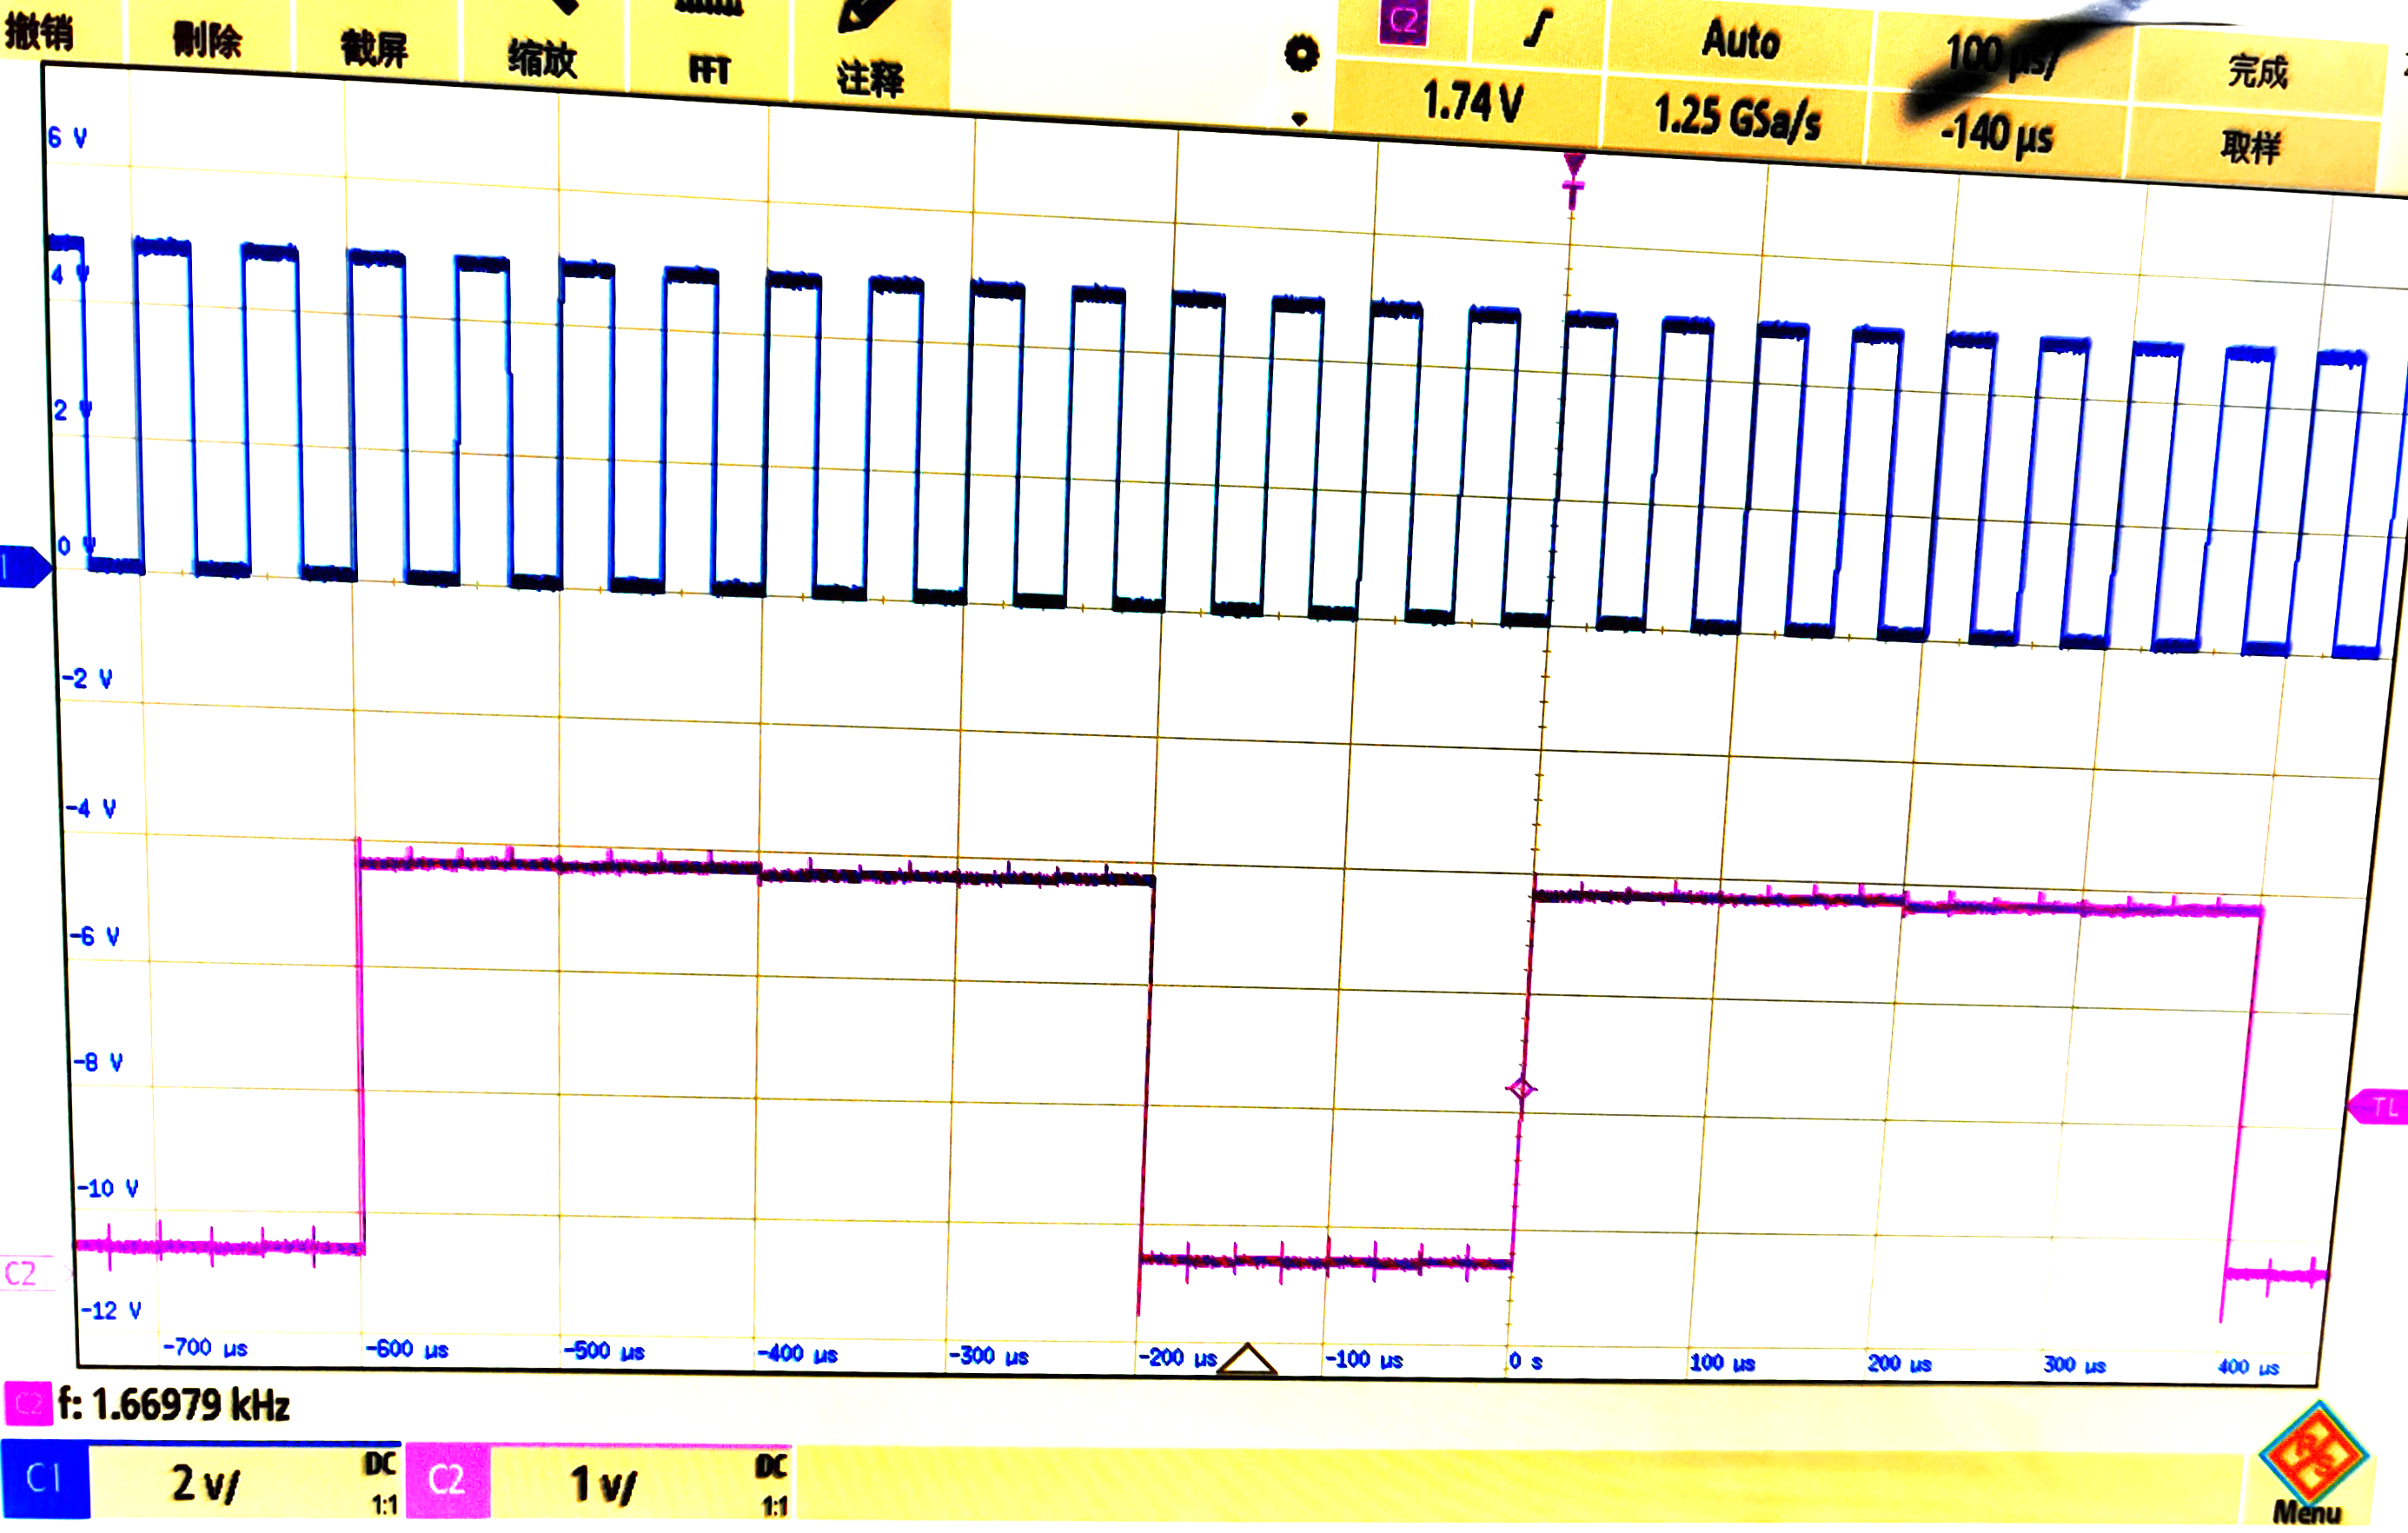 撤销 删除 截屏 缩放 FFT 注释
C2 Auto 100 µs/ 完成
1.74 V 1.25 GSa/s -140 µs 取样
T
6 V
4 V
2 V
0 V
-2 V
-4 V
-6 V
-8 V
TL
-10 V
C2
-12 V
-700 µs -600 µs -500 µs -400 µs -300 µs -200 µs -100 µs 0 s 100 µs 200 µs 300 µs 400 µs
C2 f: 1.66979 kHz
C1 2 V/ DC 1:1 C2 1 V/ DC 1:1
R&S
Menu